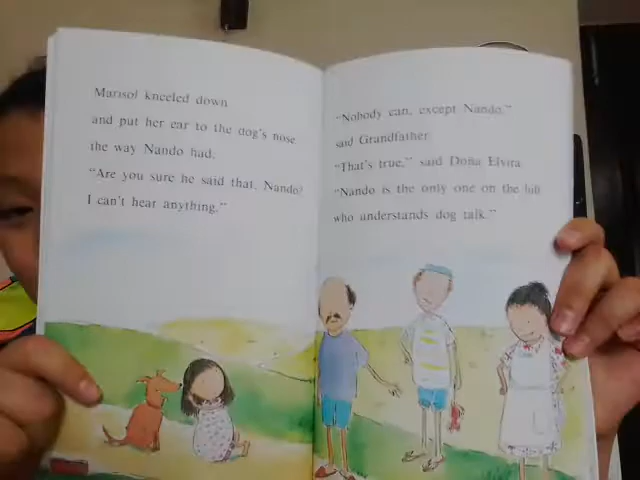 Marisol kneeled down
and put her ear to the dog's nose
the way Nando had.
"Are you sure he said that, Nando?
I can't hear anything."
"Nobody can, except Nando,"
said Grandfather.
"That's true," said Doña Elvira.
"Nando is the only one on the hill
who understands dog talk."